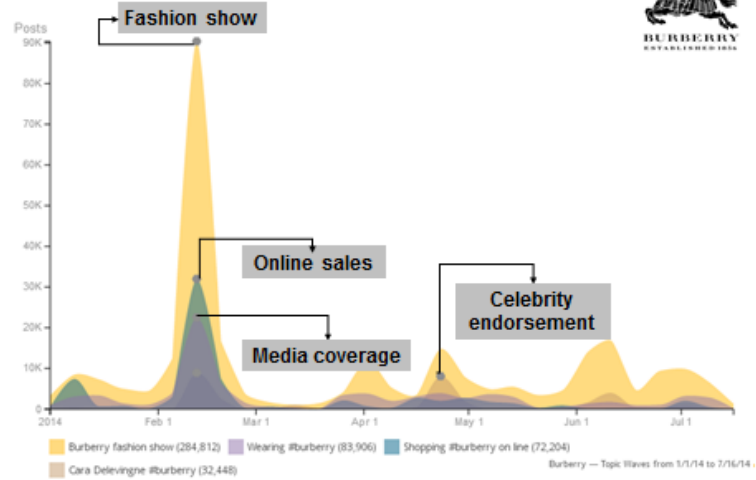 Fashion show
BURBERRY
ESTABLISHED 1856
Posts
90K
80K
70K
60K
50K
40K
30K
20K
10K
0
Online sales
Celebrity
endorsement
Media coverage
2014 Feb 1 Mar 1 Apr 1 May 1 Jun 1 Jul 1
Burberry fashion show (284,812) Wearing #burberry (83,906) Shopping #burberry on line (72,204)
Cara Delevingne #burberry (32,448)
Burberry — Topic Waves from 1/1/14 to 7/16/14